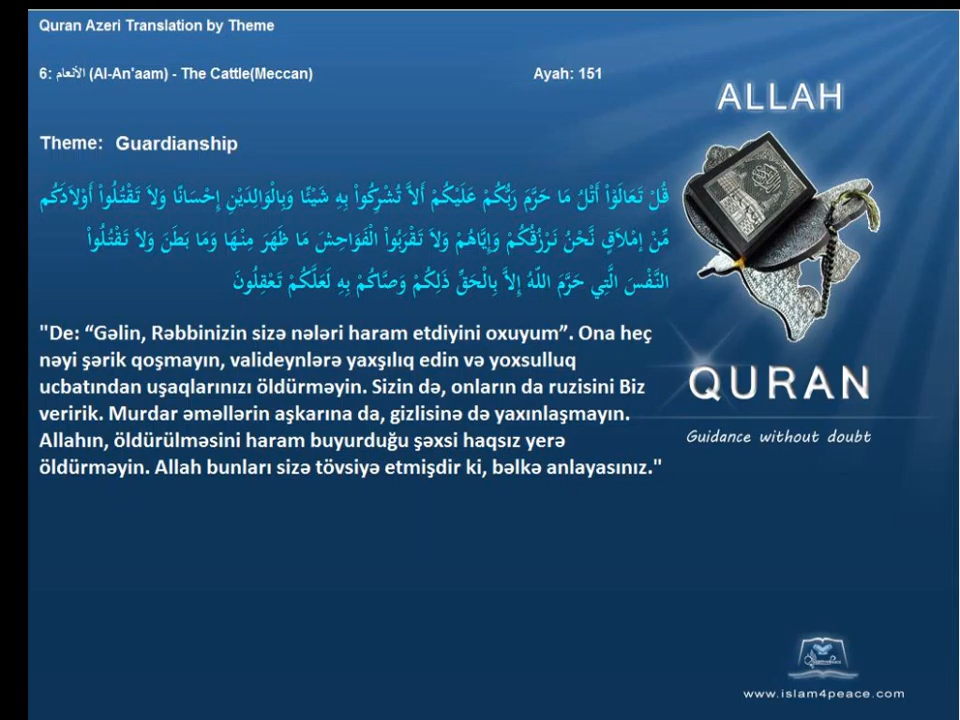 Quran Azeri Translation by Theme
6: الأنعام (Al-An'aam) - The Cattle(Meccan)
Ayah: 151
ALLAH
Theme: Guardianship
قُلْ تَعَالَوْاْ أَتْلُ مَا حَرَّمَ رَبُّكُمْ عَلَيْكُمْ أَلاَّ تُشْرِكُواْ بِهِ شَيْئًا وَبِالْوَالِدَيْنِ إِحْسَانًا وَلاَ تَقْتُلُواْ أَوْلاَدَكُم
مِّنْ إمْلاَقٍ نَّحْنُ نَرْزُقُكُمْ وَإِيَّاهُمْ وَلاَ تَقْرَبُواْ الْفَوَاحِشَ مَا ظَهَرَ مِنْهَا وَمَا بَطَنَ وَلاَ تَقْتُلُواْ
النَّفْسَ الَّتِي حَرَّمَ اللّهُ إِلاَّ بِالْحَقِّ ذَلِكُمْ وَصَّاكُمْ بِهِ لَعَلَّكُمْ تَعْقِلُونَ
"De: “Gəlin, Rəbbinizin sizə nələri haram etdiyini oxuyum”. Ona heç
nəyi şərik qoşmayın, valideynlərə yaxşılıq edin və yoxsulluq
ucbatından uşaqlarınızı öldürməyin. Sizin də, onların da ruzisini Biz
veririk. Murdar əməllərin aşkarına da, gizlisinə də yaxınlaşmayın.
Allahın, öldürülməsini haram buyurduğu şəxsi haqsız yerə
öldürməyin. Allah bunları sizə tövsiyə etmişdir ki, bəlkə anlayasınız."
QURAN
Guidance without doubt
www.islam4peace.com